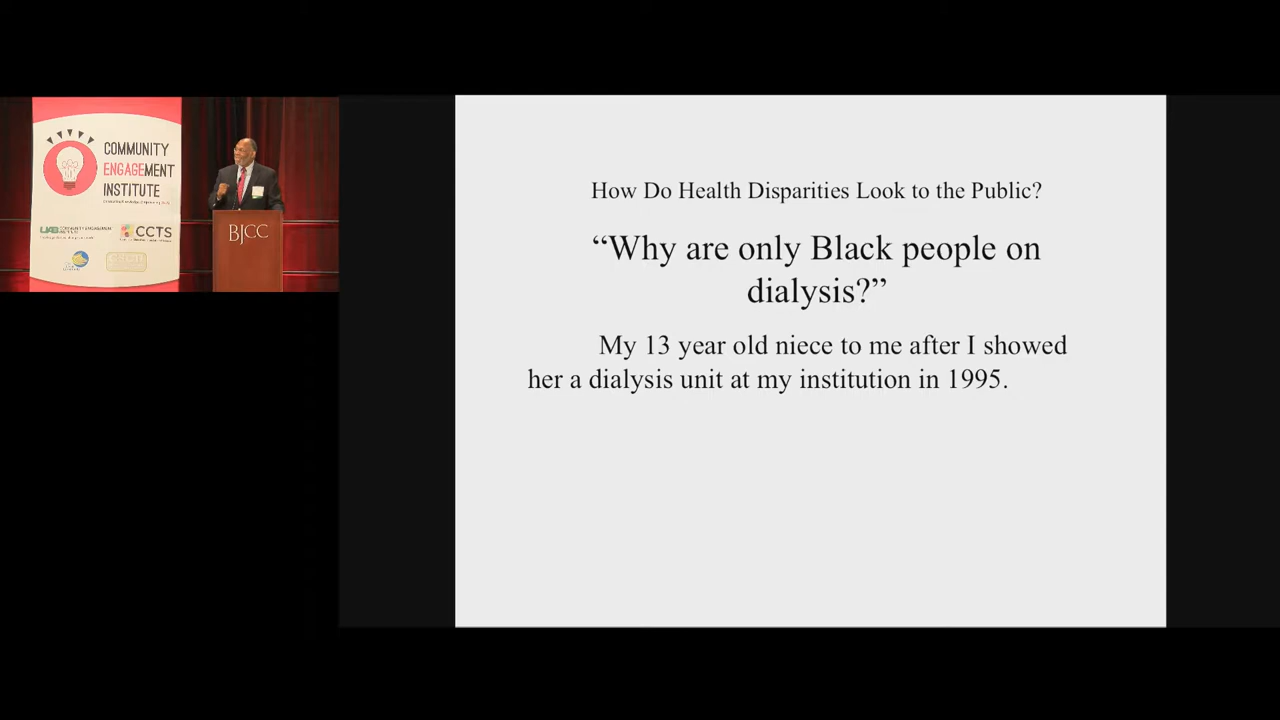 COMMUNITY
ENGAGEMENT
INSTITUTE
UAB
CCTS
BJCC
How Do Health Disparities Look to the Public?
“Why are only Black people on
dialysis?”
My 13 year old niece to me after I showed
her a dialysis unit at my institution in 1995.